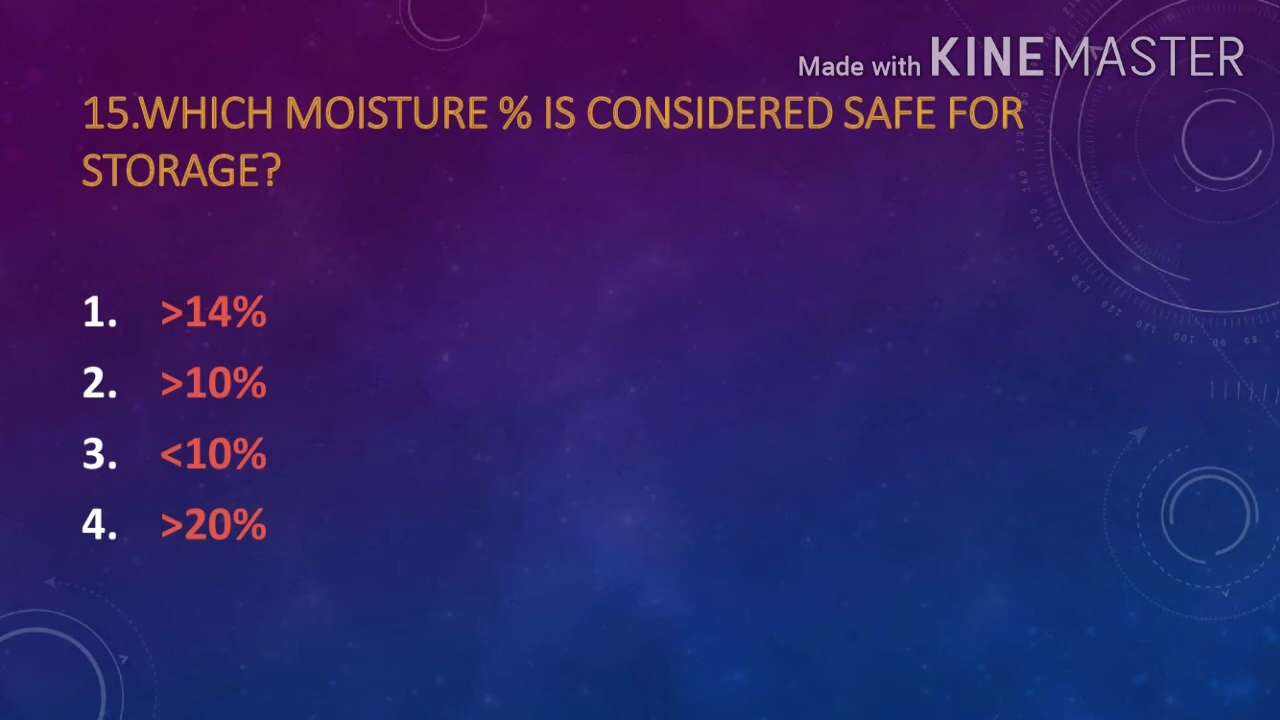 Made with KINEMASTER
15.WHICH MOISTURE % IS CONSIDERED SAFE FOR
STORAGE?
1. >14%
2. >10%
3. <10%
4. >20%